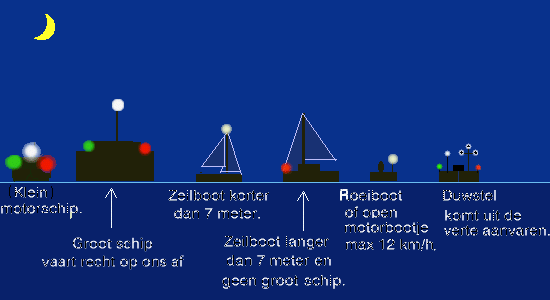 (Klein)
motorschip.
Groot schip
vaart recht op ons af
Zeilboot korter
dan 7 meter.
Zeilboot langer
dan 7 meter en
geen groot schip.
Roeiboot
of open
motorbootje
max 12 km/h.
Duwstel
komt uit de
verte aanvaren.